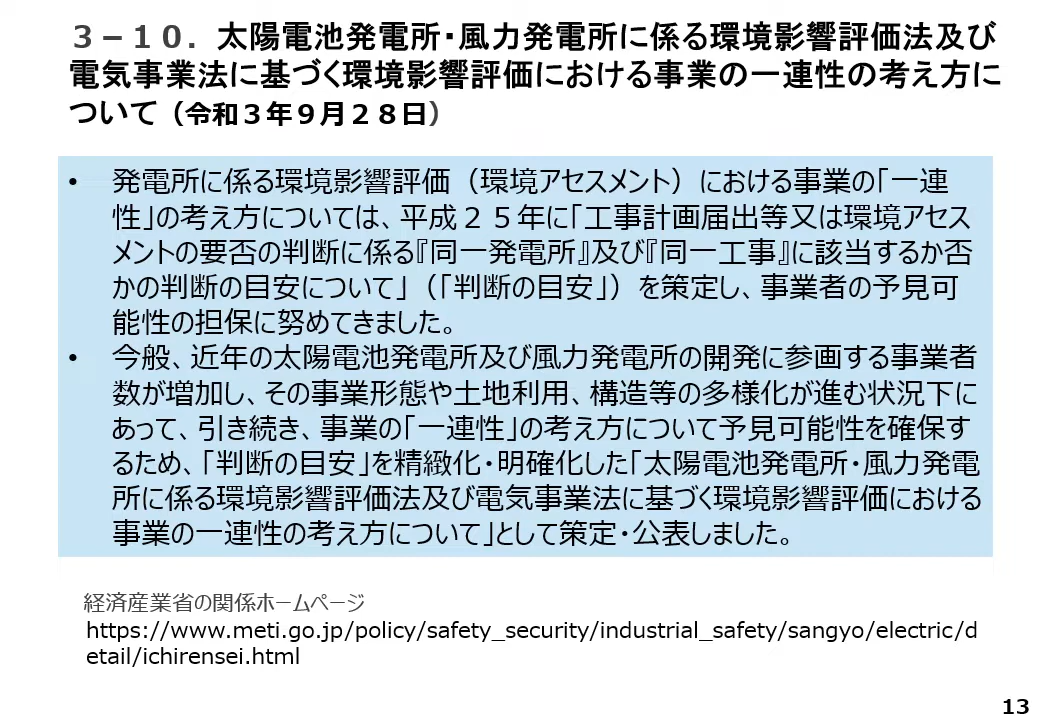 ３－１０．太陽電池発電所・風力発電所に係る環境影響評価法及び
電気事業法に基づく環境影響評価における事業の一連性の考え方に
ついて（令和３年９月２８日）
• 発電所に係る環境影響評価（環境アセスメント）における事業の「一連
性」の考え方については、平成２５年に「工事計画届出等又は環境アセス
メントの要否の判断に係る『同一発電所』及び『同一工事』に該当するか否
かの判断の目安について」（「判断の目安」）を策定し、事業者の予見可
能性の担保に努めてきました。
• 今般、近年の太陽電池発電所及び風力発電所の開発に参画する事業者
数が増加し、その事業形態や土地利用、構造等の多様化が進む状況下に
あって、引き続き、事業の「一連性」の考え方について予見可能性を確保す
るため、「判断の目安」を精緻化・明確化した「太陽電池発電所・風力発電
所に係る環境影響評価法及び電気事業法に基づく環境影響評価における
事業の一連性の考え方について」として策定・公表しました。
経済産業省の関係ホームページ
https://www.meti.go.jp/policy/safety_security/industrial_safety/sangyo/electric/d
etail/ichirensei.html
13